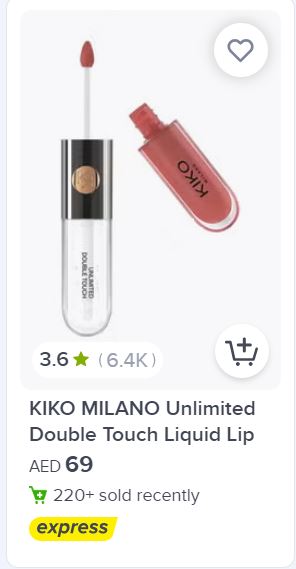 KIKO
MILANO
UNLIMITED
DOUBLE TOUCH
3.6 (6.4K)
KIKO MILANO Unlimited
Double Touch Liquid Lip
AED 69
220+ sold recently
express